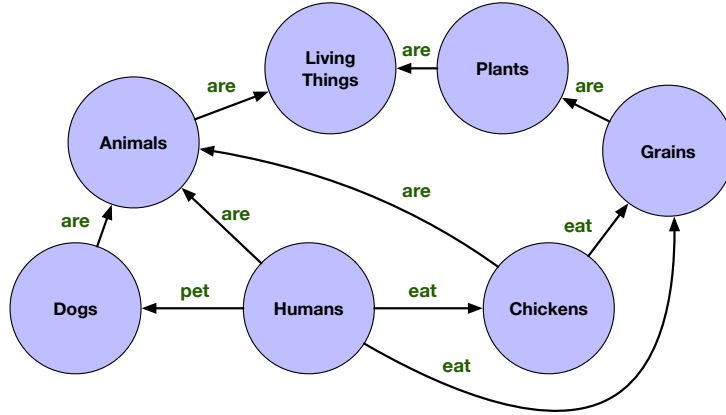 Living
Things
are
Plants
are
are
Animals
Grains
are
are
are
eat
Dogs
pet
Humans
eat
Chickens
eat